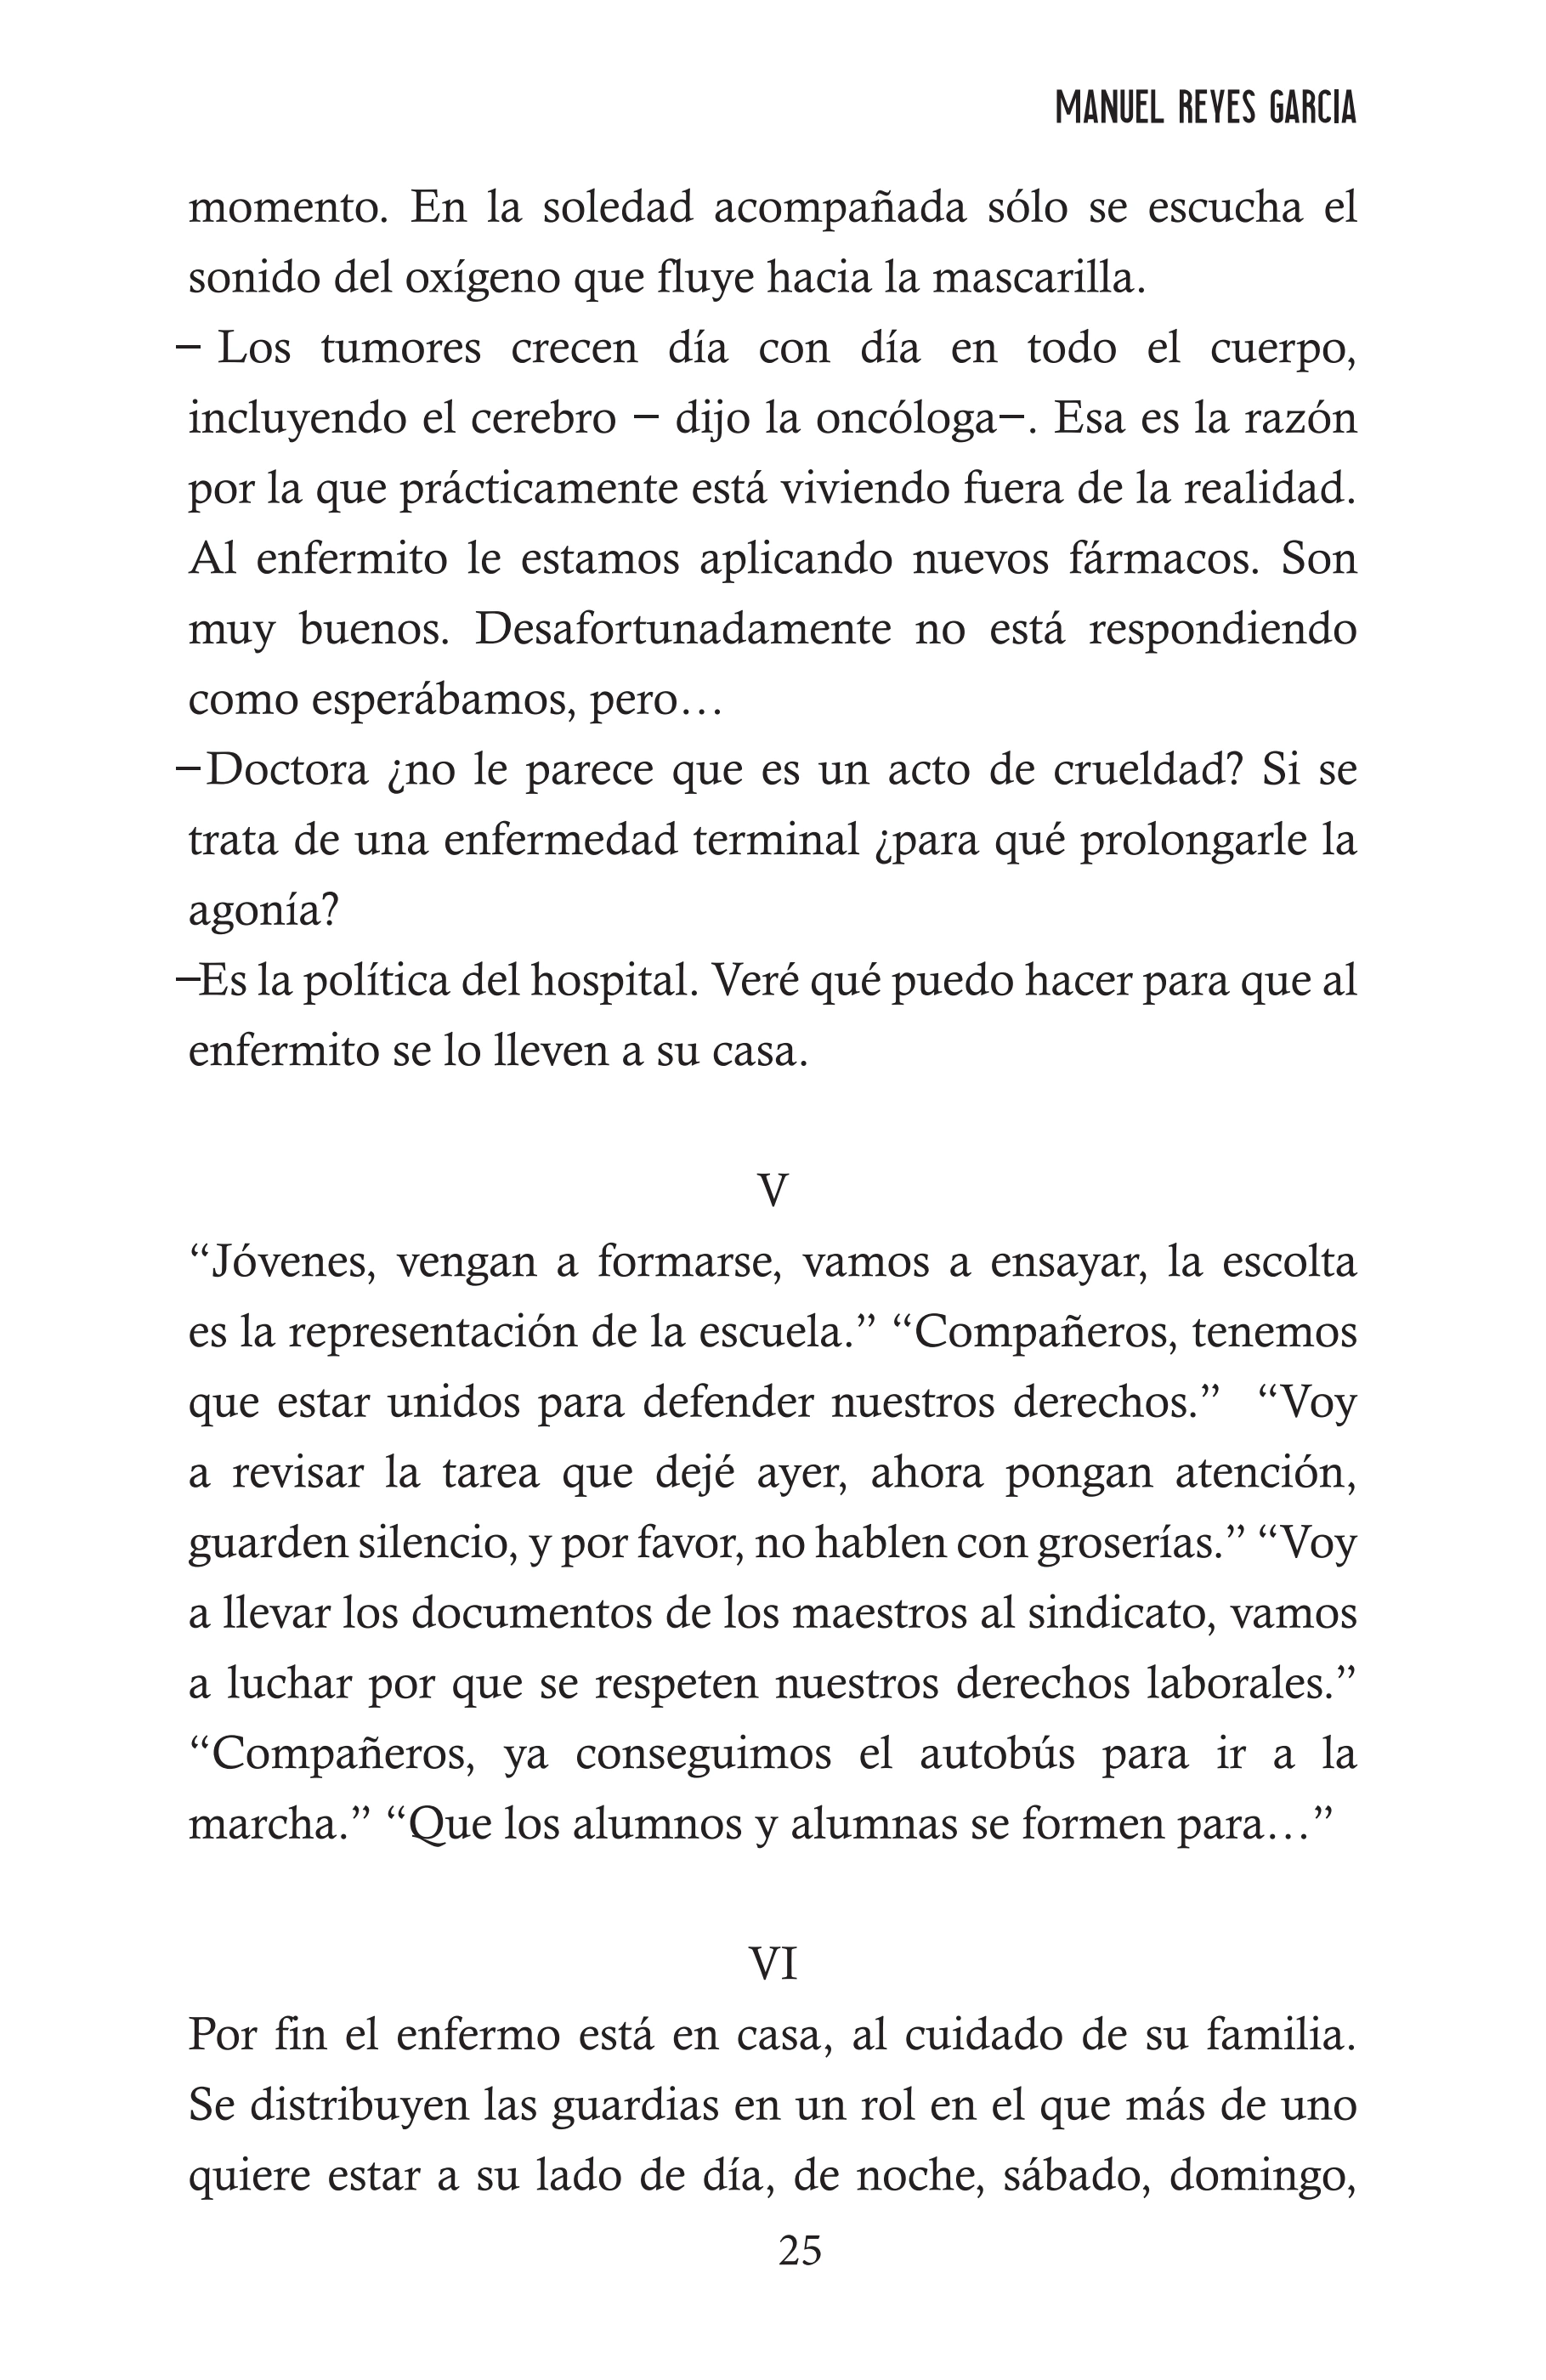 MANUEL REYES GARCIA
momento. En la soledad acompañada sólo se escucha el
sonido del oxígeno que fluye hacia la mascarilla.
– Los tumores crecen día con día en todo el cuerpo,
incluyendo el cerebro – dijo la oncóloga–. Esa es la razón
por la que prácticamente está viviendo fuera de la realidad.
Al enfermito le estamos aplicando nuevos fármacos. Son
muy buenos. Desafortunadamente no está respondiendo
como esperábamos, pero…
–Doctora ¿no le parece que es un acto de crueldad? Si se
trata de una enfermedad terminal ¿para qué prolongarle la
agonía?
–Es la política del hospital. Veré qué puedo hacer para que al
enfermito se lo lleven a su casa.
V
“Jóvenes, vengan a formarse, vamos a ensayar, la escolta
es la representación de la escuela.” “Compañeros, tenemos
que estar unidos para defender nuestros derechos.” “Voy
a revisar la tarea que dejé ayer, ahora pongan atención,
guarden silencio, y por favor, no hablen con groserías.” “Voy
a llevar los documentos de los maestros al sindicato, vamos
a luchar por que se respeten nuestros derechos laborales.”
“Compañeros, ya conseguimos el autobús para ir a la
marcha.” “Que los alumnos y alumnas se formen para…”
VI
Por fin el enfermo está en casa, al cuidado de su familia.
Se distribuyen las guardias en un rol en el que más de uno
quiere estar a su lado de día, de noche, sábado, domingo,
25